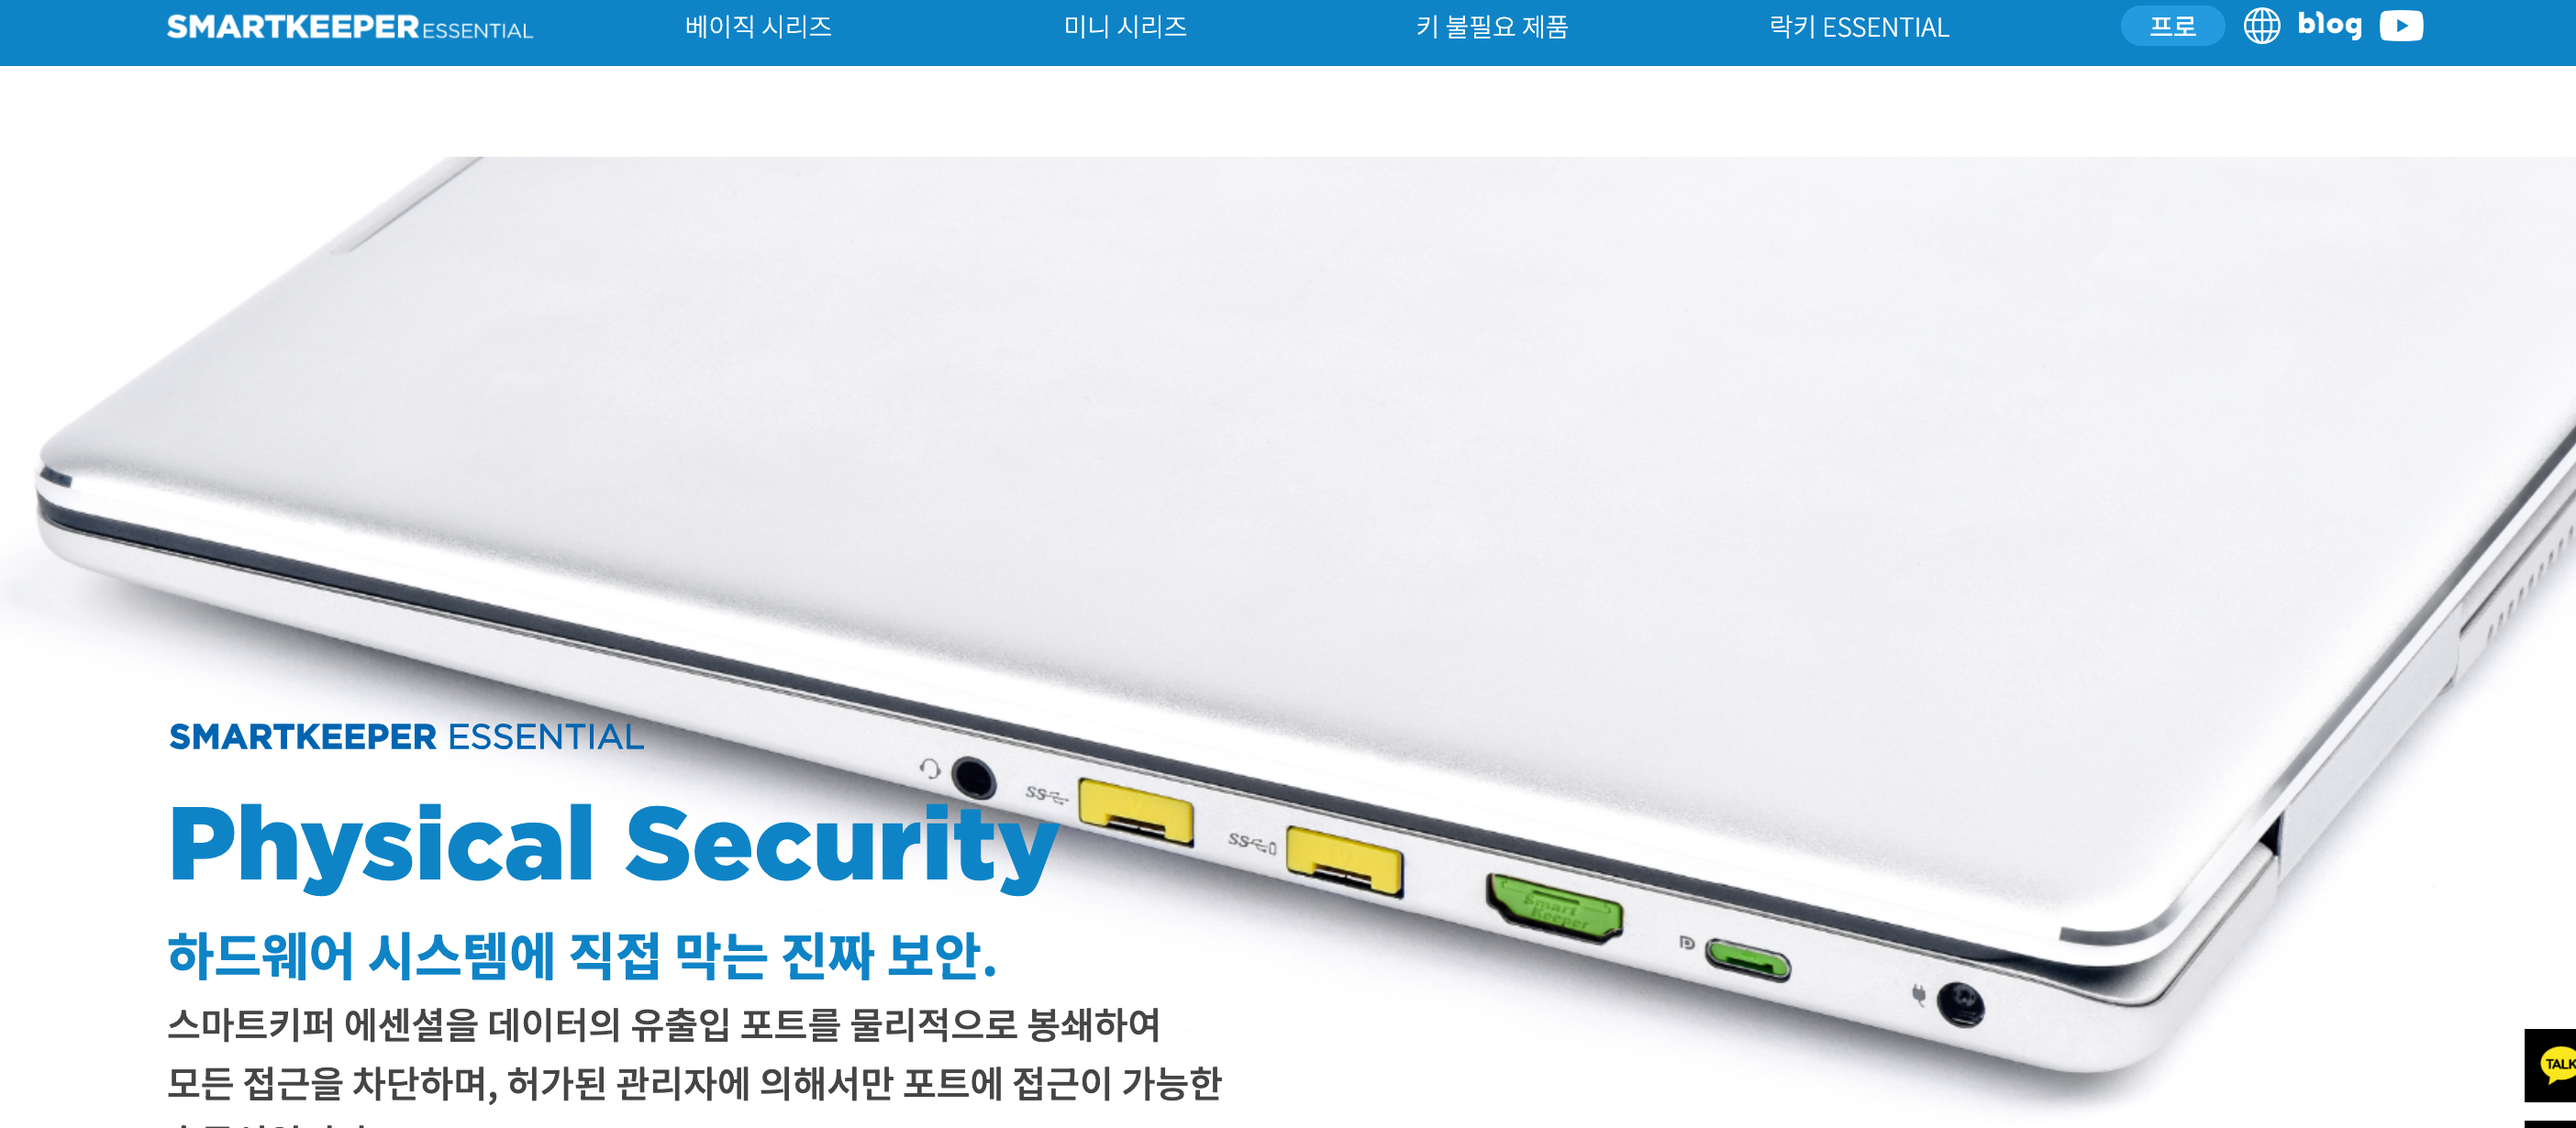 SMARTKEEPER ESSENTIAL
베이직 시리즈
미니 시리즈
키 불필요 제품
락키 ESSENTIAL
프로
blog
SMARTKEEPER ESSENTIAL
Physical Security
하드웨어 시스템에 직접 막는 진짜 보안.
스마트키퍼 에센셜을 데이터의 유출입 포트를 물리적으로 봉쇄하여
모든 접근을 차단하며, 허가된 관리자에 의해서만 포트에 접근이 가능한
SS
SS
Smart
Keeper
TALK